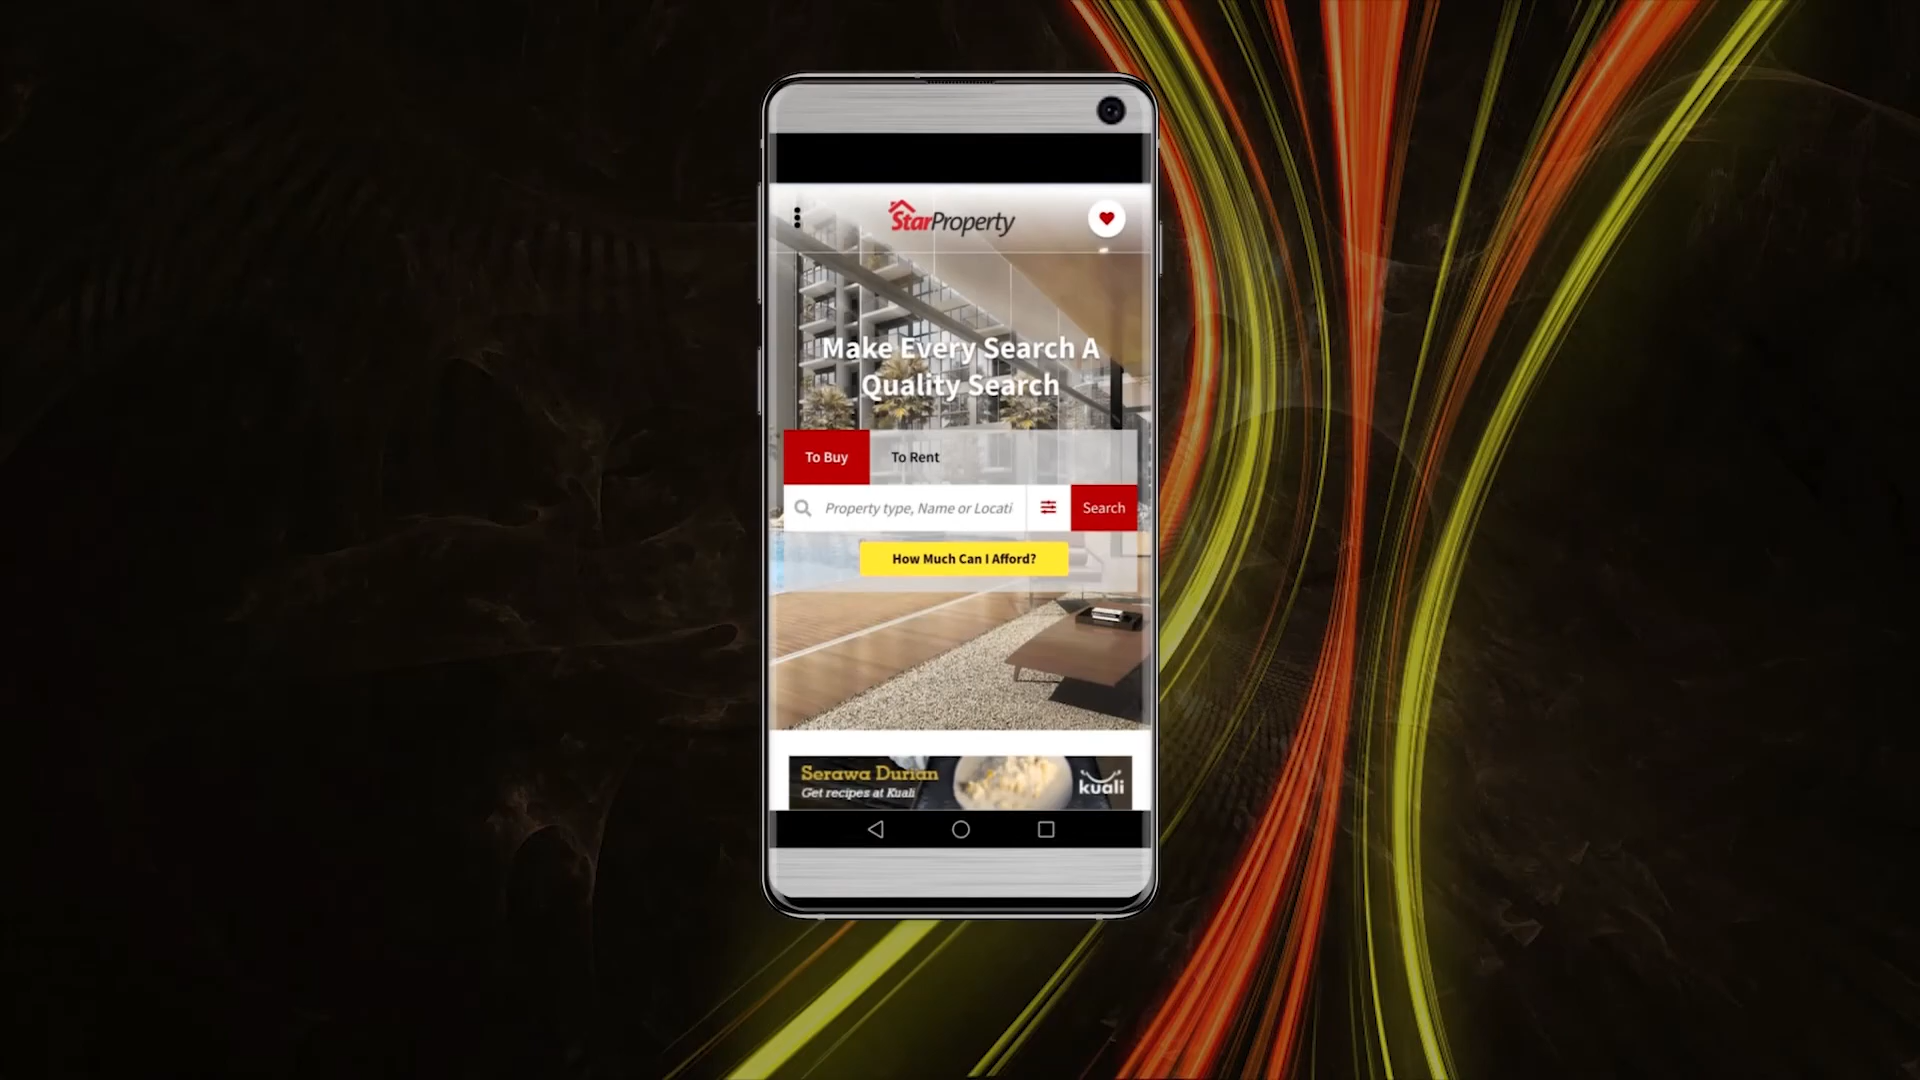 StarProperty
Make Every Search A
Quality Search
To Buy
To Rent
Property type, Name or Locati
Search
How Much Can I Afford?
Serawa Durian
Get recipes at Kuali
kuali